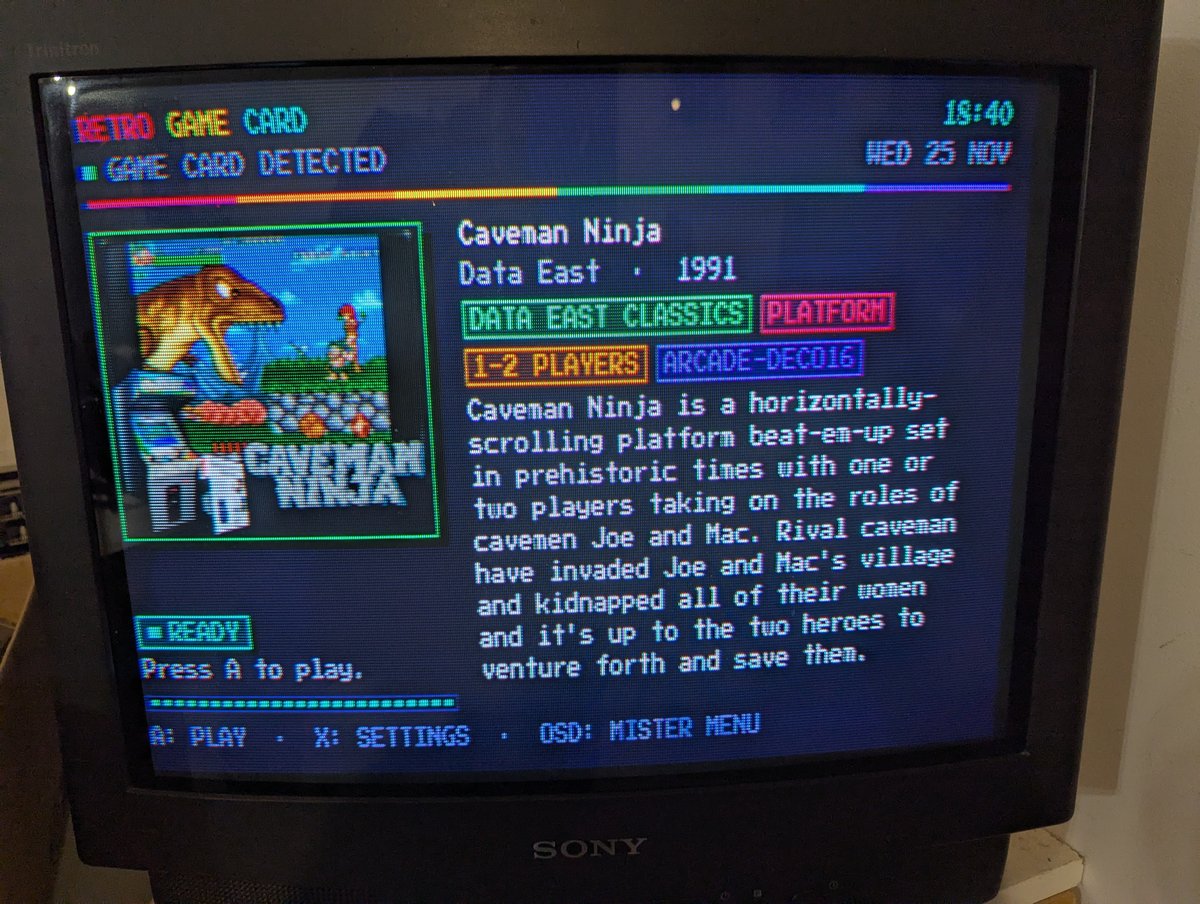 Trinitron
RETRO GAME CARD
18:40
GAME CARD DETECTED
WED 25 NOV
Caveman Ninja
Data East · 1991
DATA EAST CLASSICS
PLATFORM
1-2 PLAYERS
ARCADE-DECO16
CAVEMAN
NINJA
Caveman Ninja is a horizontally-
scrolling platform beat-em-up set
in prehistoric times with one or
two players taking on the roles of
cavemen Joe and Mac. Rival caveman
have invaded Joe and Mac's village
and kidnapped all of their women
and it's up to the two heroes to
venture forth and save them.
READY
Press A to play.
A: PLAY · X: SETTINGS · OSD: MISTER MENU
SONY